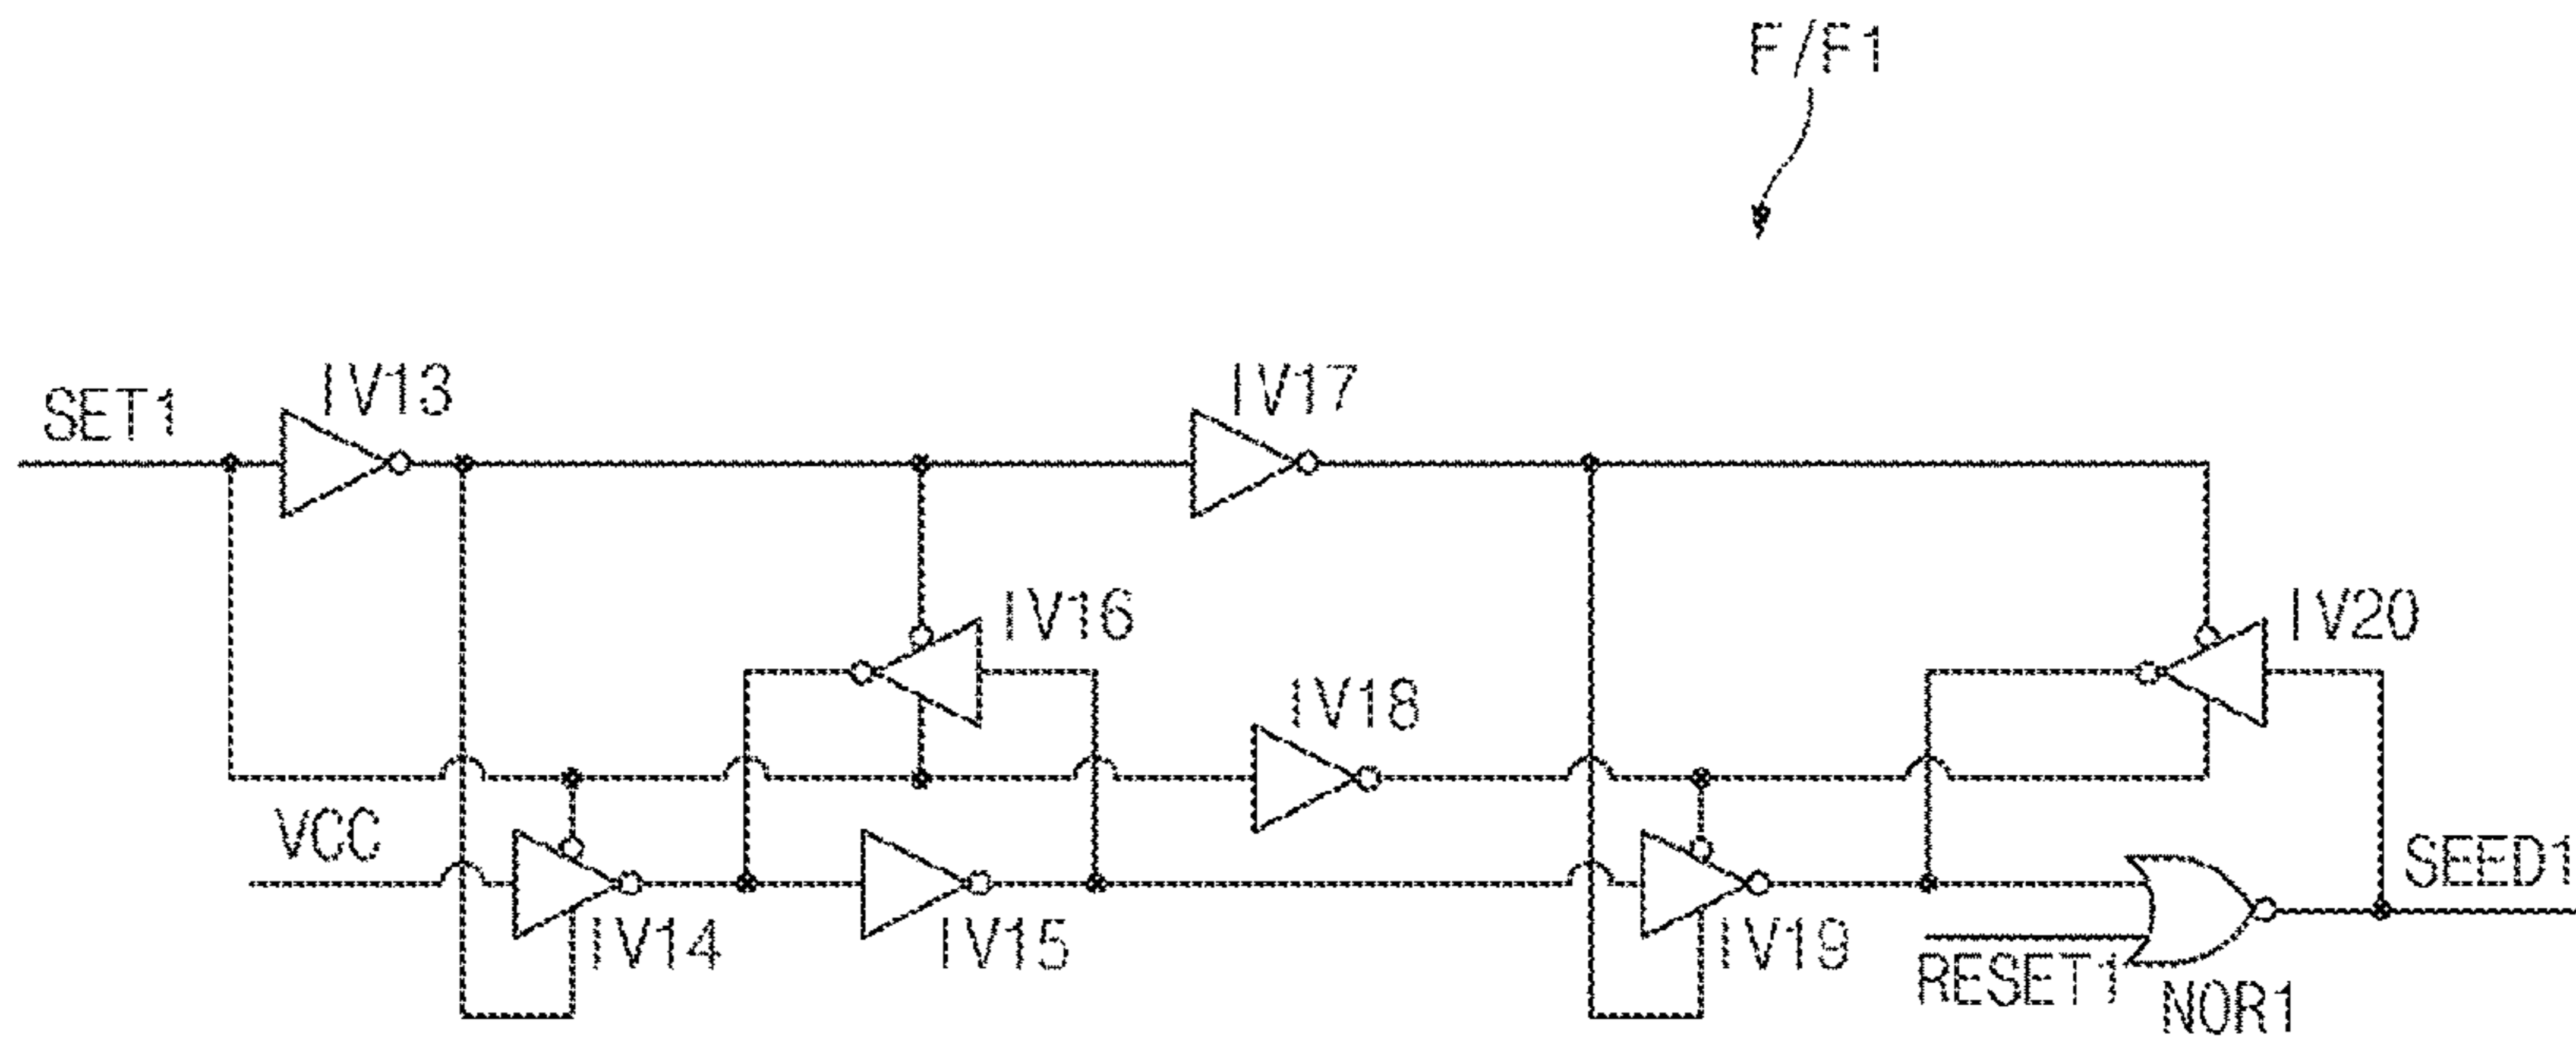 F/F1
SET1
IV13
IV17
IV16
IV20
IV18
VCC
IV14
IV15
IV19
SEED1
RESET1
NOR1